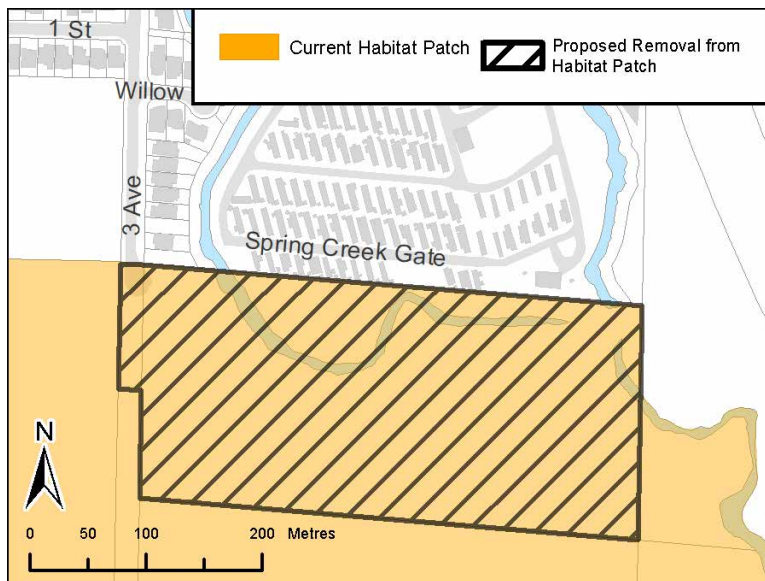 1 St
Current Habitat Patch
Proposed Removal from
Habitat Patch
Willow
3 Ave
Spring Creek Gate
N
0 50 100 200 Metres